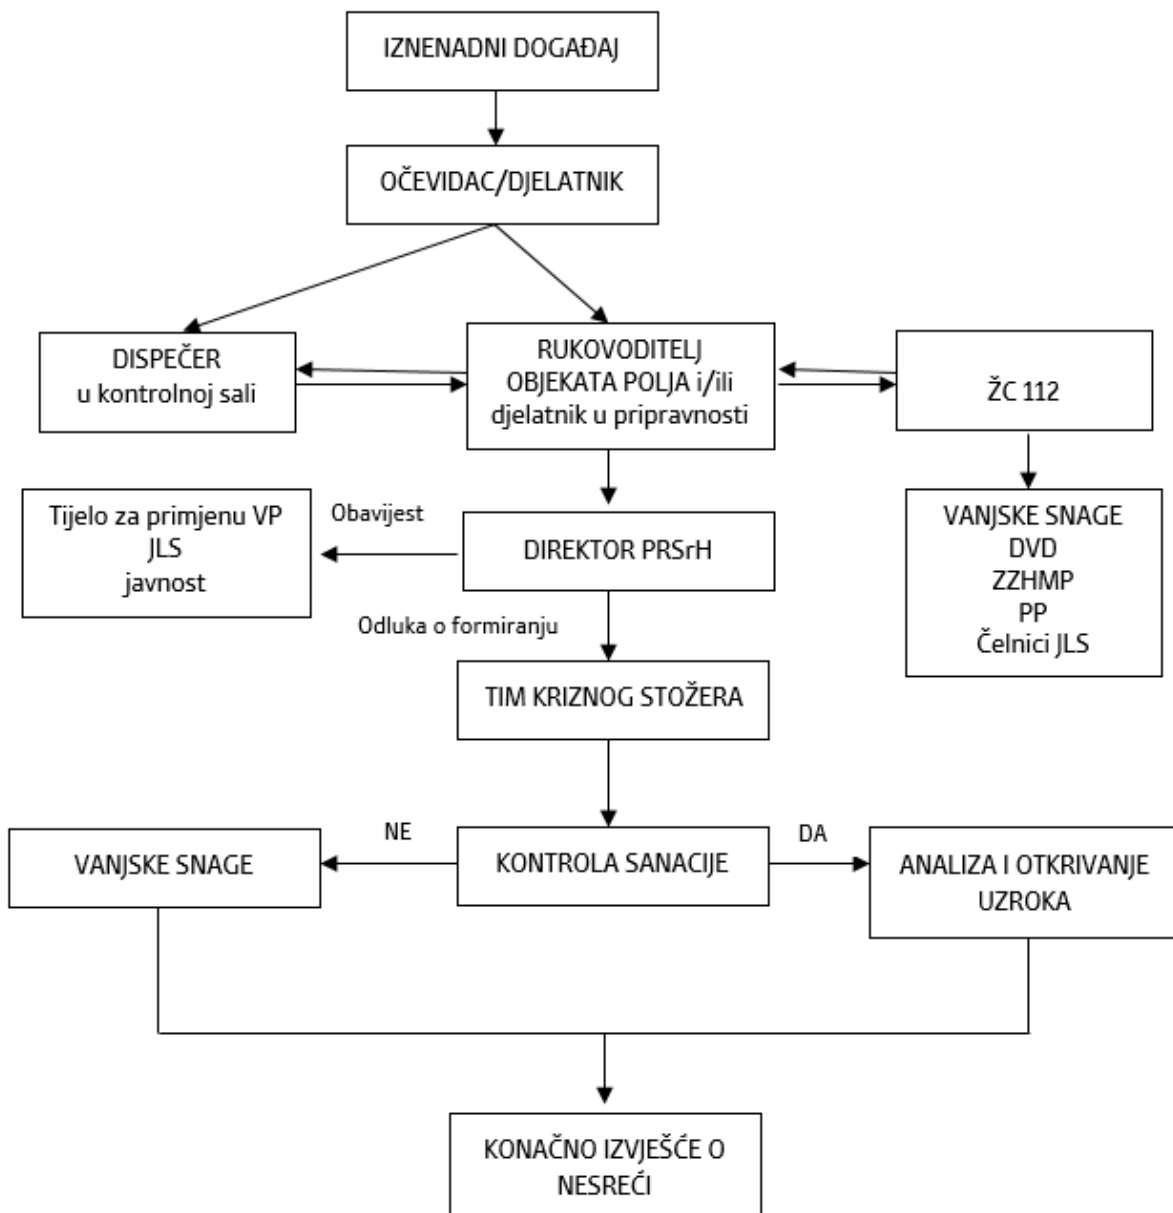 IZNENADNI DOGAĐAJ
OČEVIDAC/DJELATNIK
DISPEČER
u kontrolnoj sali
RUKOVODITELJ
OBJEKATA POLJA i/ili
djelatnik u pripravnosti
ŽC 112
Tijelo za primjenu VP
JLS
javnost
Obavijest
DIREKTOR PRSrH
VANJSKE SNAGE
DVD
ZZHMP
PP
Čelnici JLS
Odluka o formiranju
TIM KRIZNOG STOŽERA
VANJSKE SNAGE
NE
KONTROLA SANACIJE
DA
ANALIZA I OTKRIVANJE
UZROKA
KONAČNO IZVJEŠĆE O
NESREĆI